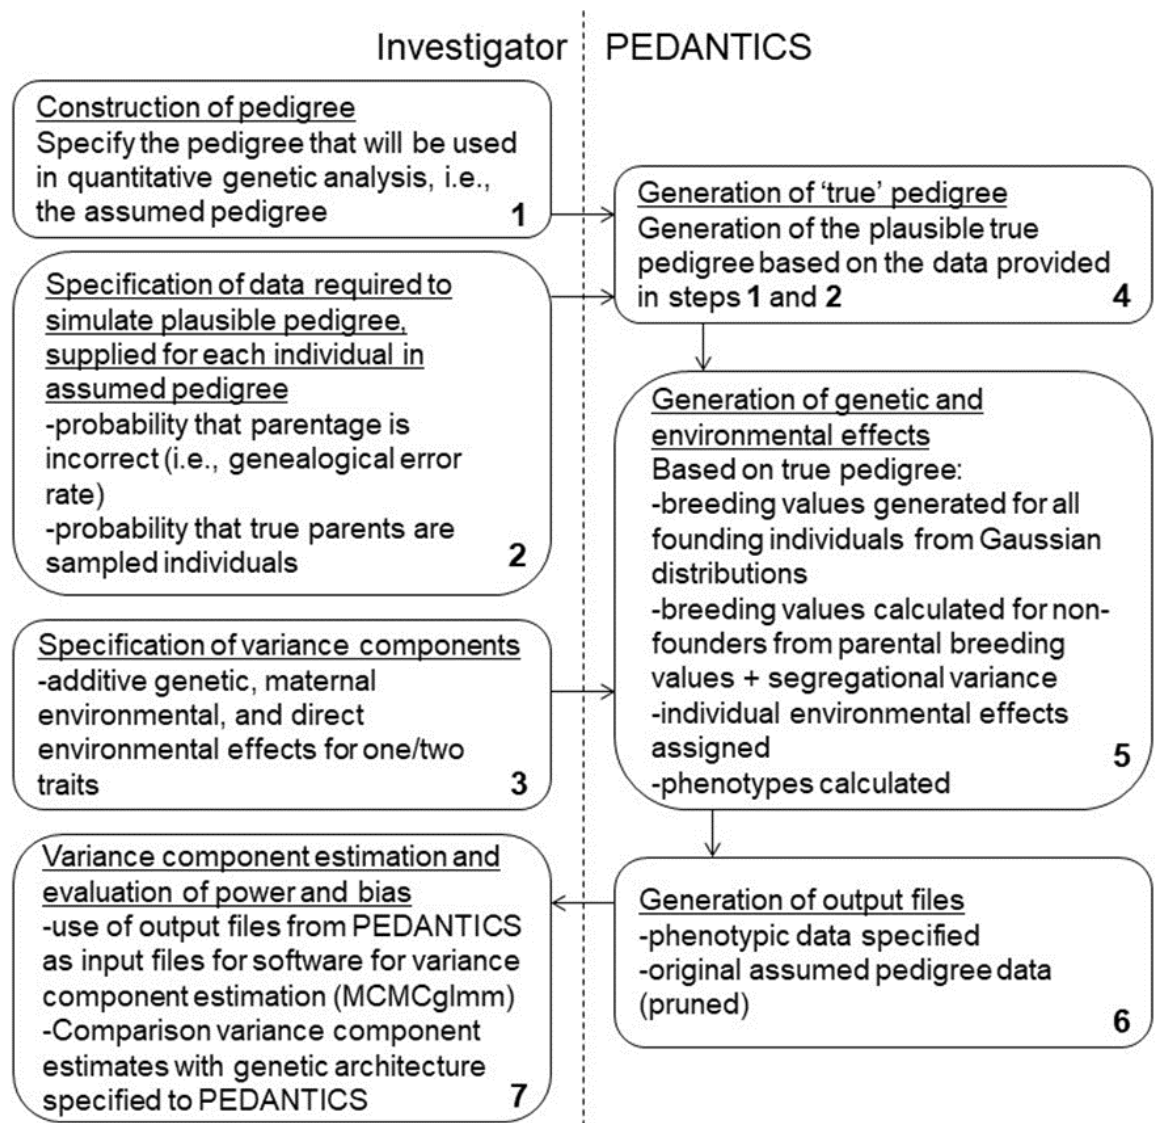 Investigator
PEDANTICS
Construction of pedigree
Specify the pedigree that will be used
in quantitative genetic analysis, i.e.,
the assumed pedigree
1
Specification of data required to
simulate plausible pedigree,
supplied for each individual in
assumed pedigree
-probability that parentage is
incorrect (i.e., genealogical error
rate)
-probability that true parents are
sampled individuals
2
Specification of variance components
-additive genetic, maternal
environmental, and direct
environmental effects for one/two
traits
3
Generation of ‘true’ pedigree
Generation of the plausible true
pedigree based on the data provided
in steps 1 and 2
4
Generation of genetic and
environmental effects
Based on true pedigree:
-breeding values generated for all
founding individuals from Gaussian
distributions
-breeding values calculated for non-
founders from parental breeding
values + segregational variance
-individual environmental effects
assigned
-phenotypes calculated
5
Generation of output files
-phenotypic data specified
-original assumed pedigree data
(pruned)
6
Variance component estimation and
evaluation of power and bias
-use of output files from PEDANTICS
as input files for software for variance
component estimation (MCMCglmm)
-Comparison variance component
estimates with genetic architecture
specified to PEDANTICS
7